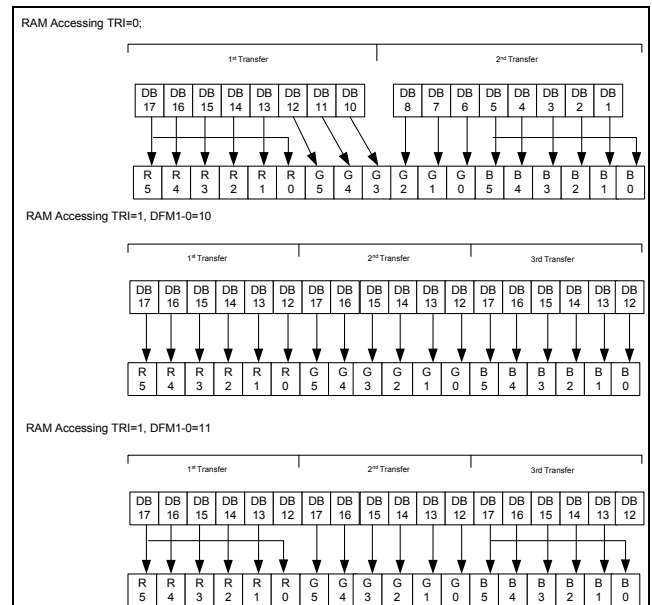 RAM Accessing TRI=0;
1st Transfer 2nd Transfer
DB DB DB DB DB DB DB DB DB DB DB DB DB DB DB DB
17 16 15 14 13 12 11 10 8 7 6 5 4 3 2 1
R R R R R R G G G G G G B B B B B B
5 4 3 2 1 0 5 4 3 2 1 0 5 4 3 2 1 0
RAM Accessing TRI=1, DFM1-0=10
1st Transfer 2nd Transfer 3rd Transfer
DB DB DB DB DB DB DB DB DB DB DB DB DB DB DB DB DB DB
17 16 15 14 13 12 17 16 15 14 13 12 17 16 15 14 13 12
R R R R R R G G G G G G B B B B B B
5 4 3 2 1 0 5 4 3 2 1 0 5 4 3 2 1 0
RAM Accessing TRI=1, DFM1-0=11
1st Transfer 2nd Transfer 3rd Transfer
DB DB DB DB DB DB DB DB DB DB DB DB DB DB DB DB DB DB
17 16 15 14 13 12 17 16 15 14 13 12 17 16 15 14 13 12
R R R R R R G G G G G G B B B B B B
5 4 3 2 1 0 5 4 3 2 1 0 5 4 3 2 1 0